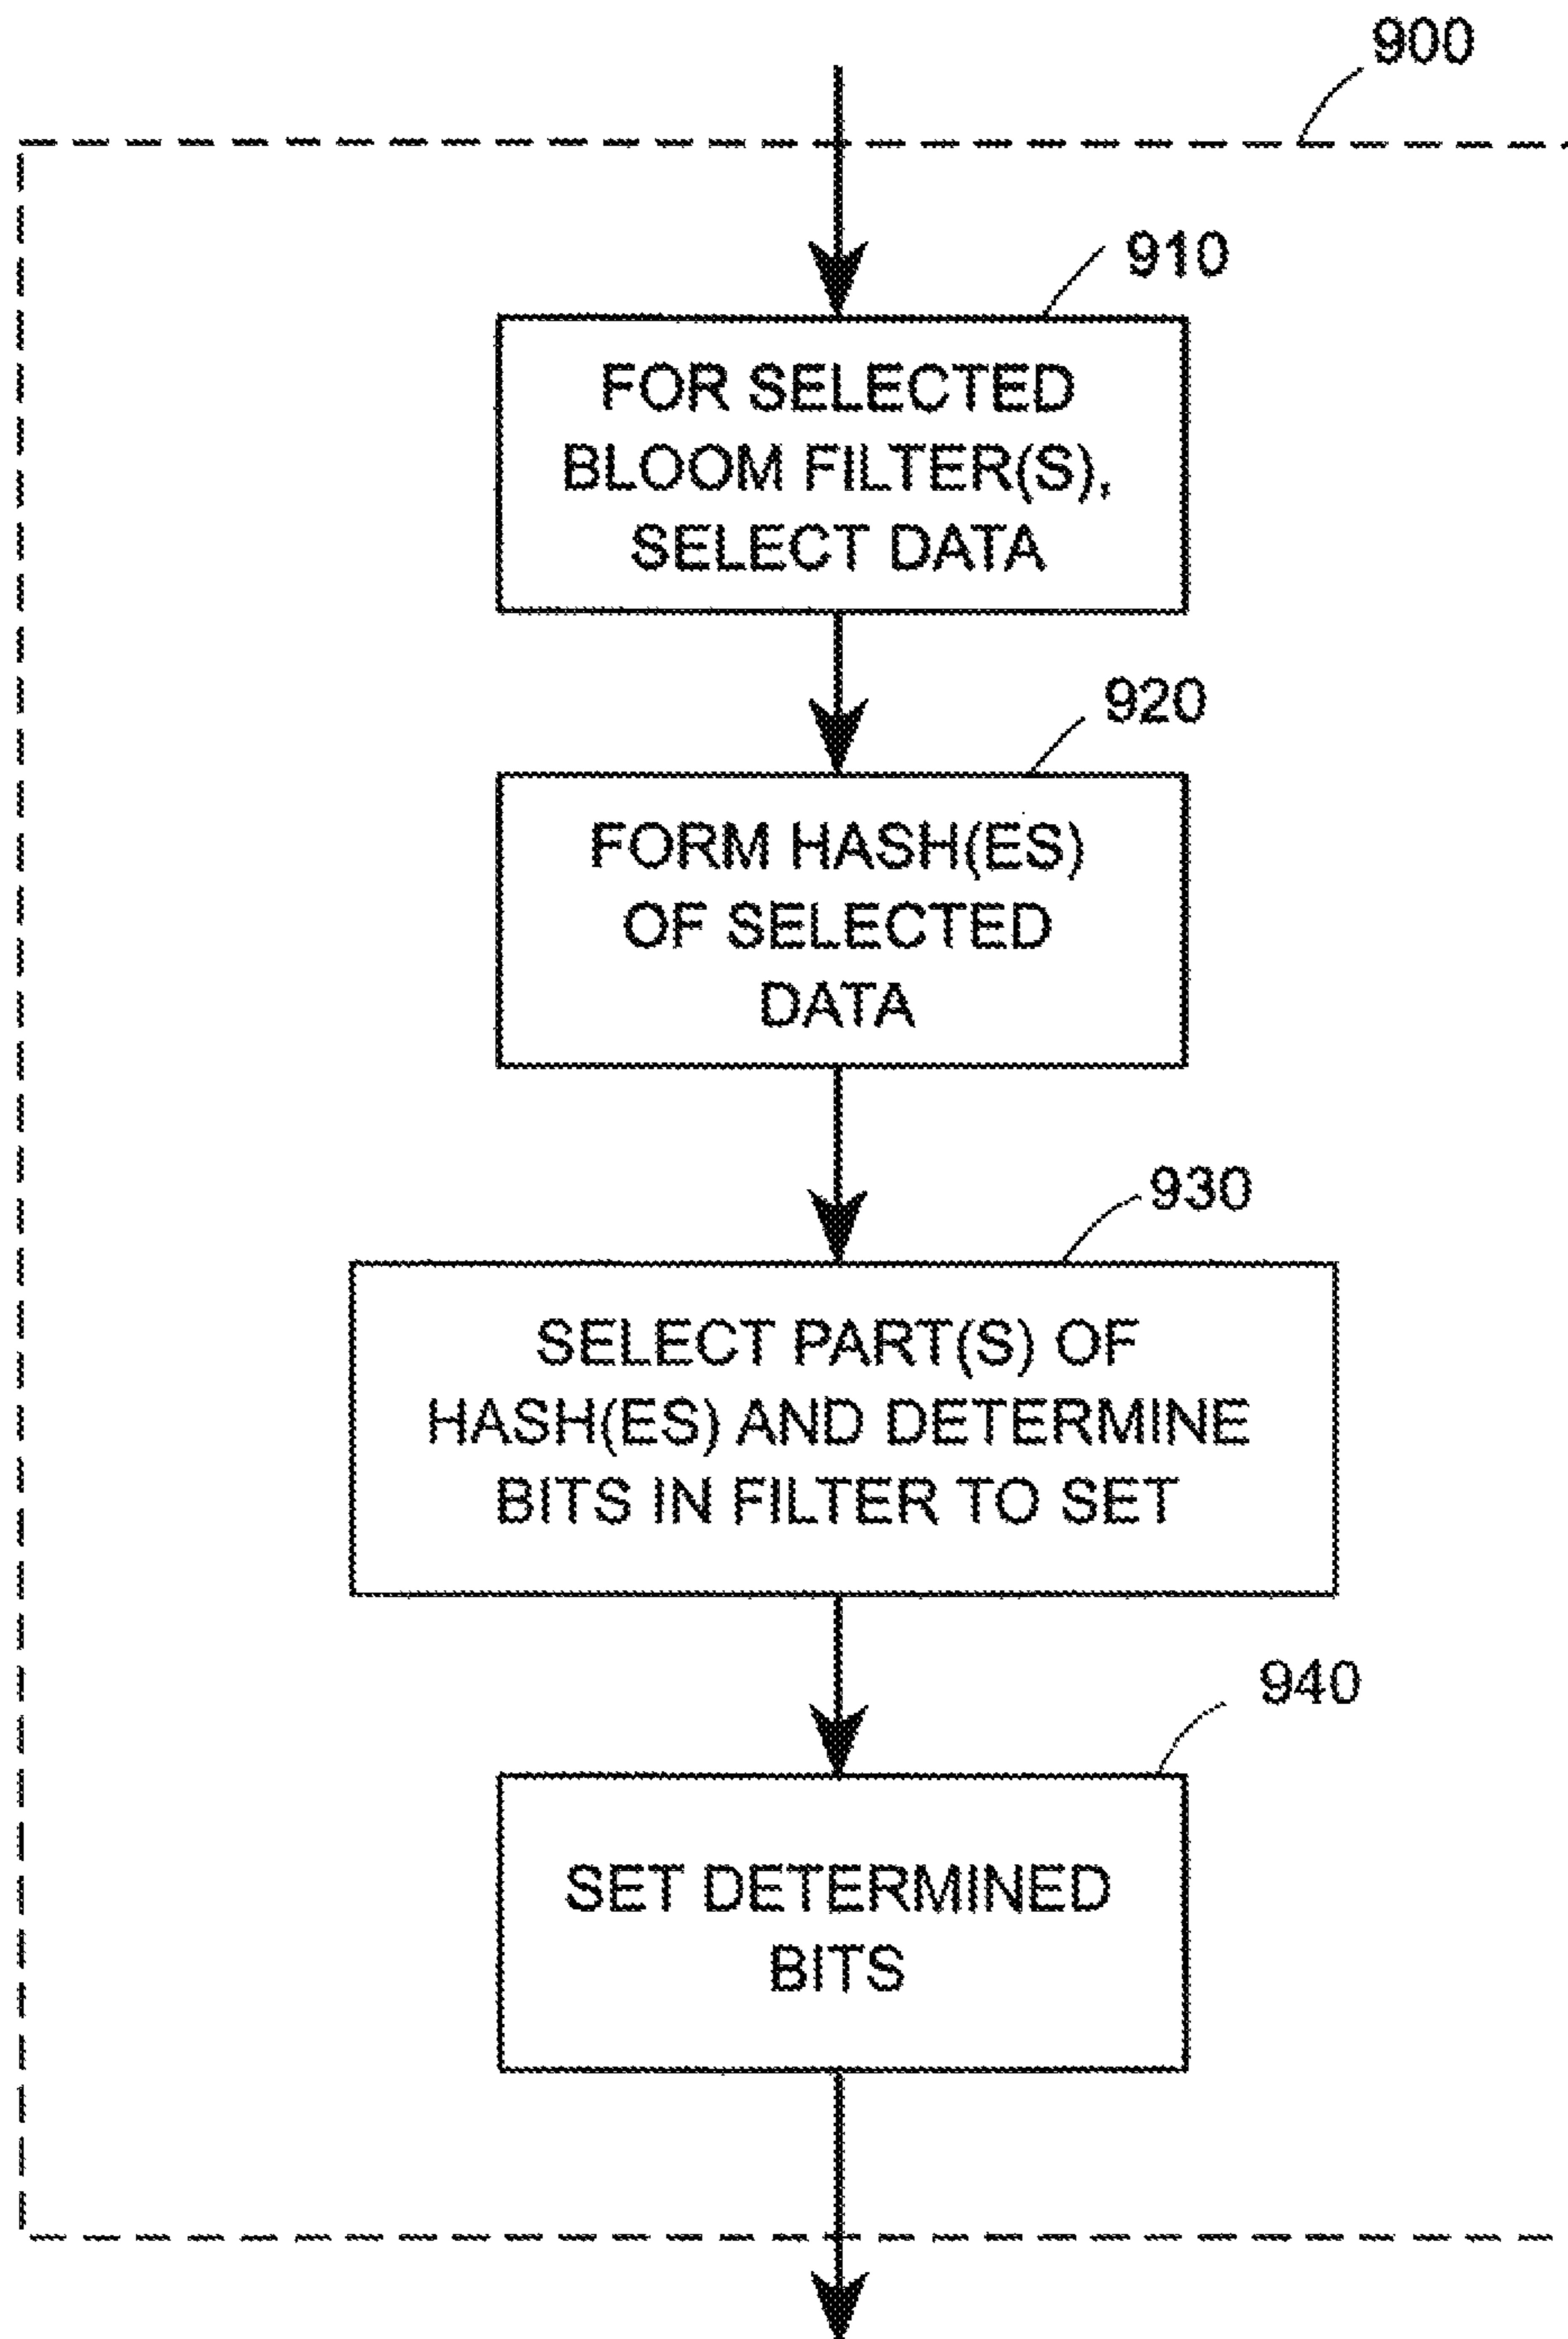 900
910
FOR SELECTED
BLOOM FILTER(S),
SELECT DATA
920
FORM HASH(ES)
OF SELECTED
DATA
930
SELECT PART(S) OF
HASH(ES) AND DETERMINE
BITS IN FILTER TO SET
940
SET DETERMINED
BITS